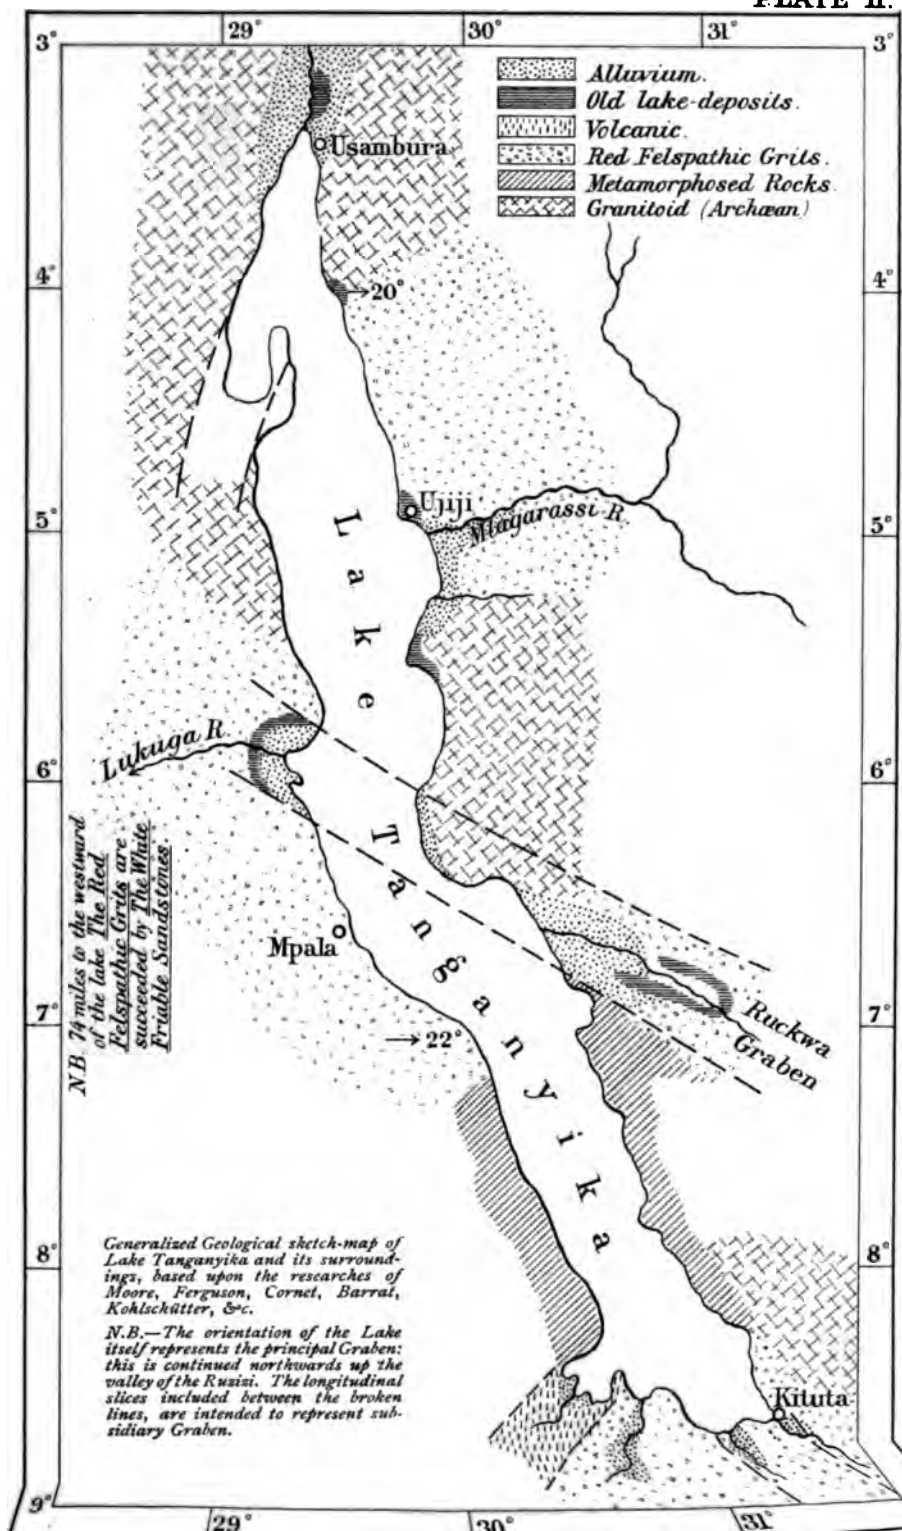 PLATE II.
29° 30° 31°
3° 3°
Alluvium.
Old lake-deposits.
Volcanic.
Red Felspathic Grits.
Metamorphosed Rocks.
Granitoid (Archæan)
Usambura
4° 4°
→20°
Ujiji
Mlagarassi R.
5° 5°
Lake
Lukuga R.
6° 6°
Tanganyika
N.B. 74 miles to the westward
of the lake The Red
Felspathic Grits are
succeeded by The White
Friable Sandstones.
Mpala
7° 7°
→22°
Ruckwa
Graben
8° 8°
Generalized Geological sketch-map of
Lake Tanganyika and its surround-
ings, based upon the researches of
Moore, Ferguson, Cornet, Barrat,
Kohlschütter, &c.
N.B.—The orientation of the Lake
itself represents the principal Graben:
this is continued northwards up the
valley of the Ruzizi. The longitudinal
slices included between the broken
lines, are intended to represent sub-
sidiary Graben.
Kituta
9°
29° 30° 31°